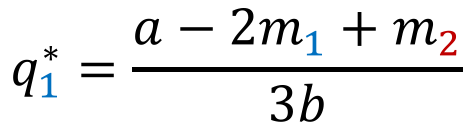 q₁* = (a − 2m₁ + m₂) / 3b